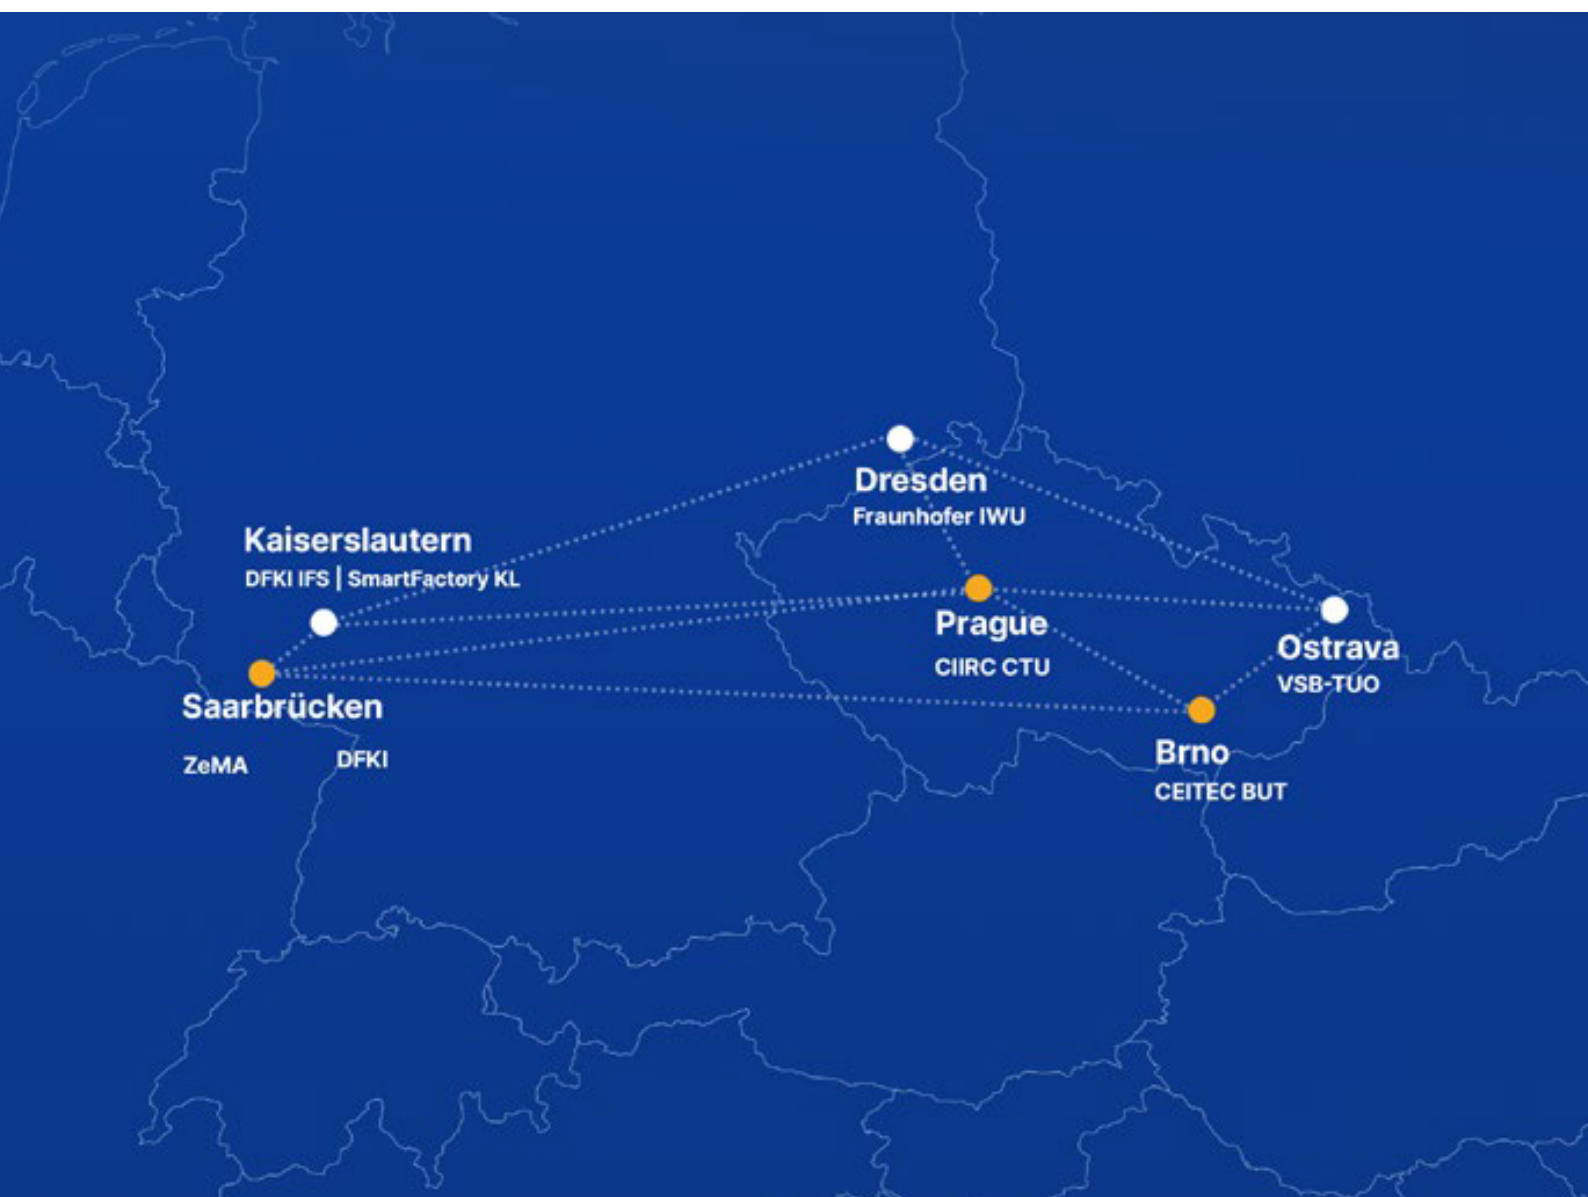 Dresden
Fraunhofer IWU
Kaiserslautern
DFKI IFS | SmartFactory KL
Prague
CIIRC CTU
Ostrava
VSB-TUO
Saarbrücken
ZeMA
DFKI
Brno
CEITEC BUT